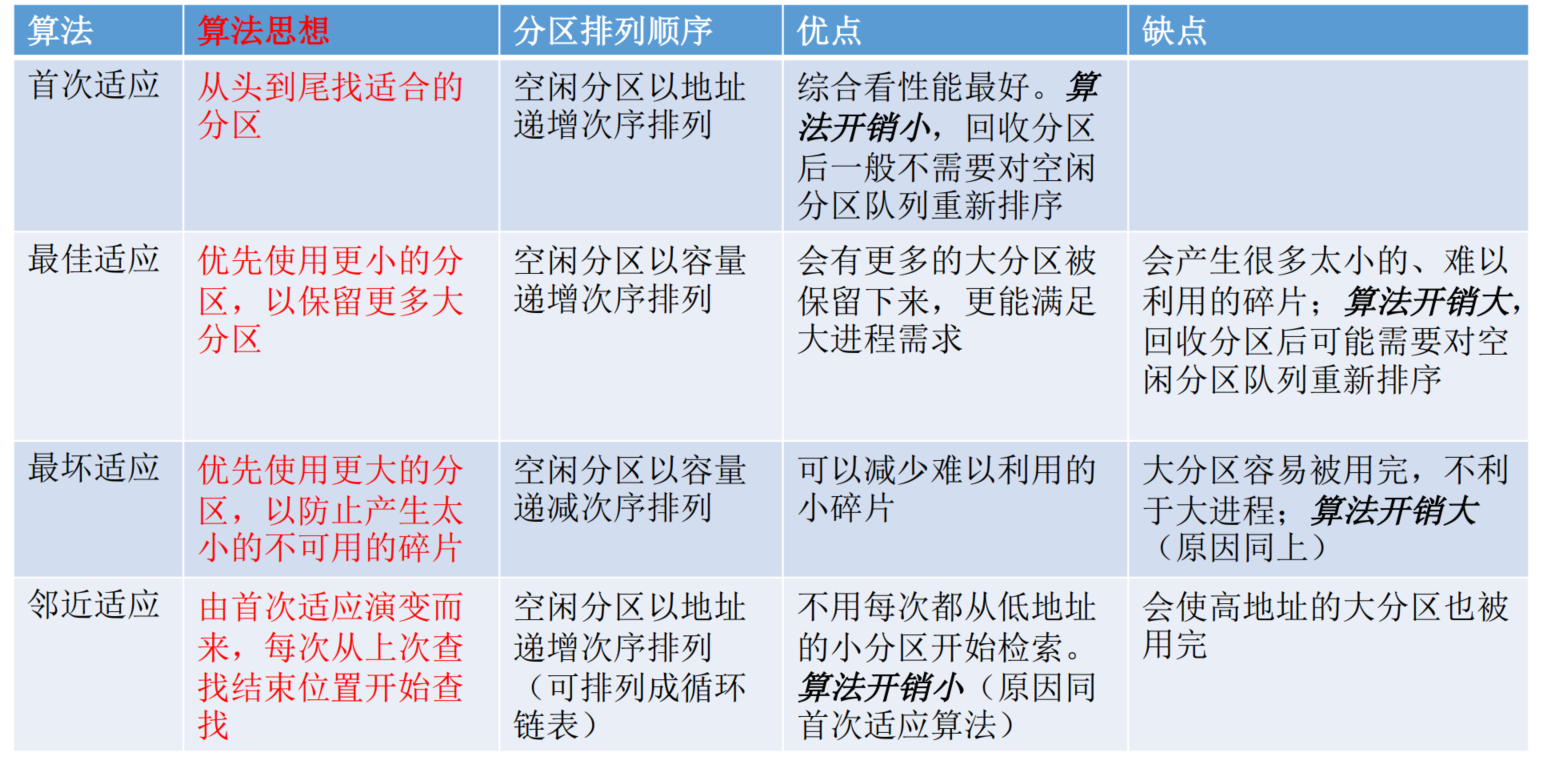 算法
算法思想
分区排列顺序
优点
缺点
首次适应
从头到尾找适合的
分区
空闲分区以地址
递增次序排列
综合看性能最好。算
法开销小，回收分区
后一般不需要对空闲
分区队列重新排序
最佳适应
优先使用更小的分
区，以保留更多大
分区
空闲分区以容量
递增次序排列
会有更多的大分区被
保留下来，更能满足
大进程需求
会产生很多太小的、难以
利用的碎片；算法开销大，
回收分区后可能需要对空
闲分区队列重新排序
最坏适应
优先使用更大的分
区，以防止产生太
小的不可用的碎片
空闲分区以容量
递减次序排列
可以减少难以利用的
小碎片
大分区容易被用完，不利
于大进程；算法开销大
（原因同上）
邻近适应
由首次适应演变而
来，每次从上次查
找结束位置开始查
找
空闲分区以地址
递增次序排列
（可排列成循环
链表）
不用每次都从低地址
的小分区开始检索。
算法开销小（原因同
首次适应算法）
会使高地址的大分区也被
用完